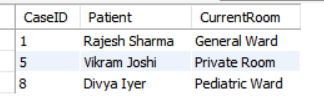 CaseID Patient CurrentRoom
1 Rajesh Sharma General Ward
5 Vikram Joshi Private Room
8 Divya Iyer Pediatric Ward